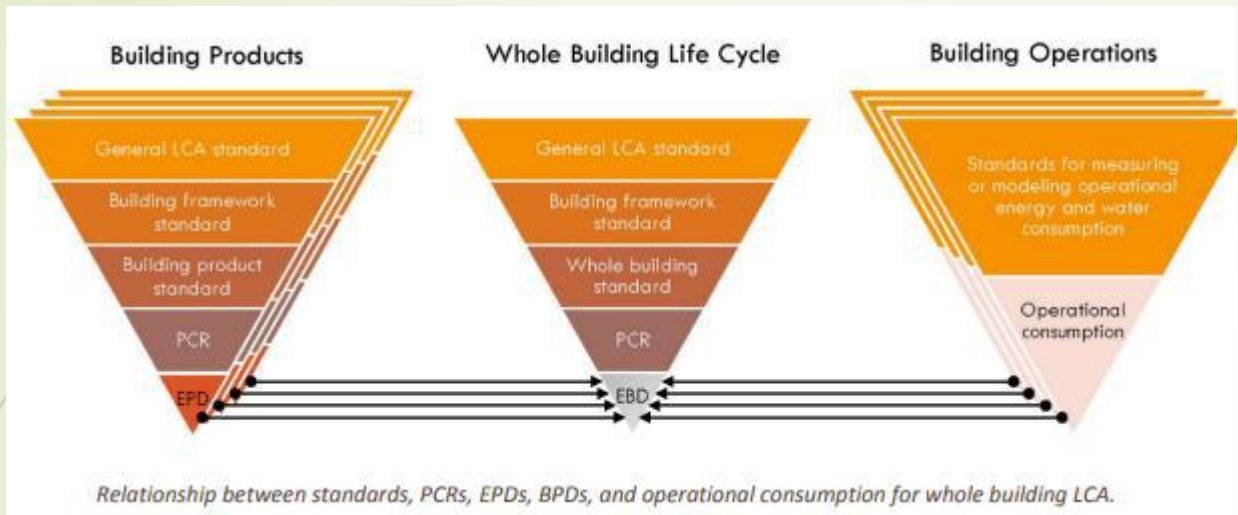 Building Products
Whole Building Life Cycle
Building Operations
General LCA standard
Building framework
standard
Building product
standard
PCR
EPD
General LCA standard
Building framework
standard
Whole building
standard
PCR
EBD
Standards for measuring
or modeling operational
energy and water
consumption
Operational
consumption
Relationship between standards, PCRs, EPDs, BPDs, and operational consumption for whole building LCA.